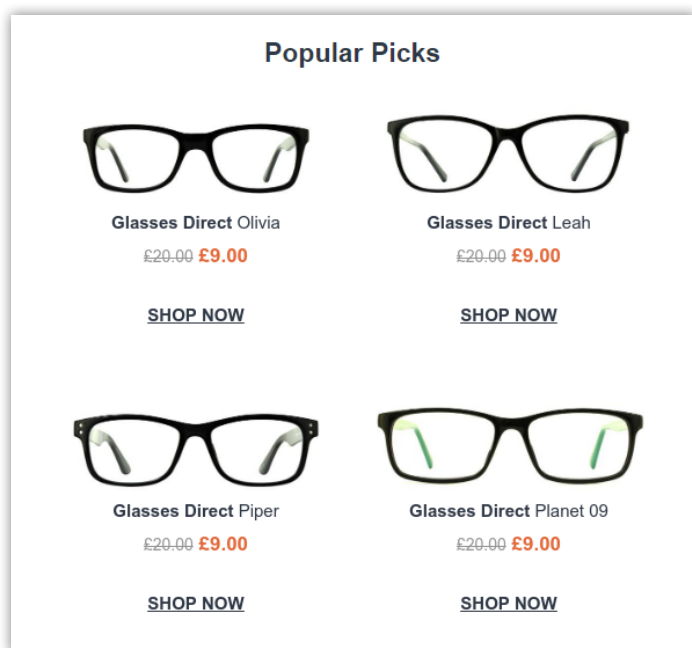 Popular Picks
Glasses Direct Olivia
£20.00 £9.00
SHOP NOW
Glasses Direct Leah
£20.00 £9.00
SHOP NOW
Glasses Direct Piper
£20.00 £9.00
SHOP NOW
Glasses Direct Planet 09
£20.00 £9.00
SHOP NOW